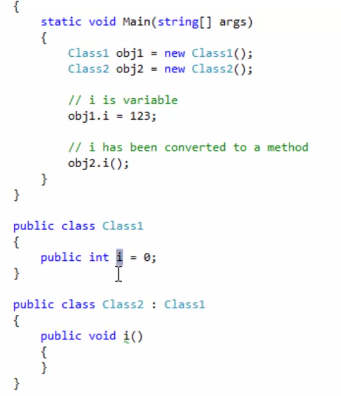 {
static void Main(string[] args)
{
Class1 obj1 = new Class1();
Class2 obj2 = new Class2();
// i is variable
obj1.i = 123;
// i has been converted to a method
obj2.i();
}
}
public class Class1
{
public int i = 0;
}
public class Class2 : Class1
{
public void i()
{
}
}